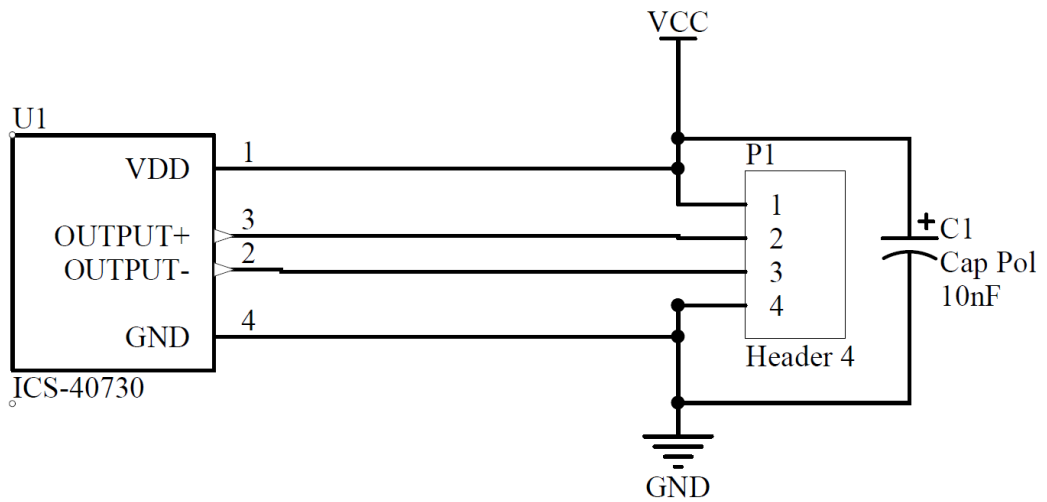 VCC
U1
VDD
1
OUTPUT+
3
OUTPUT-
2
GND
4
ICS-40730
P1
1
2
3
4
Header 4
+
C1
Cap Pol
10nF
GND